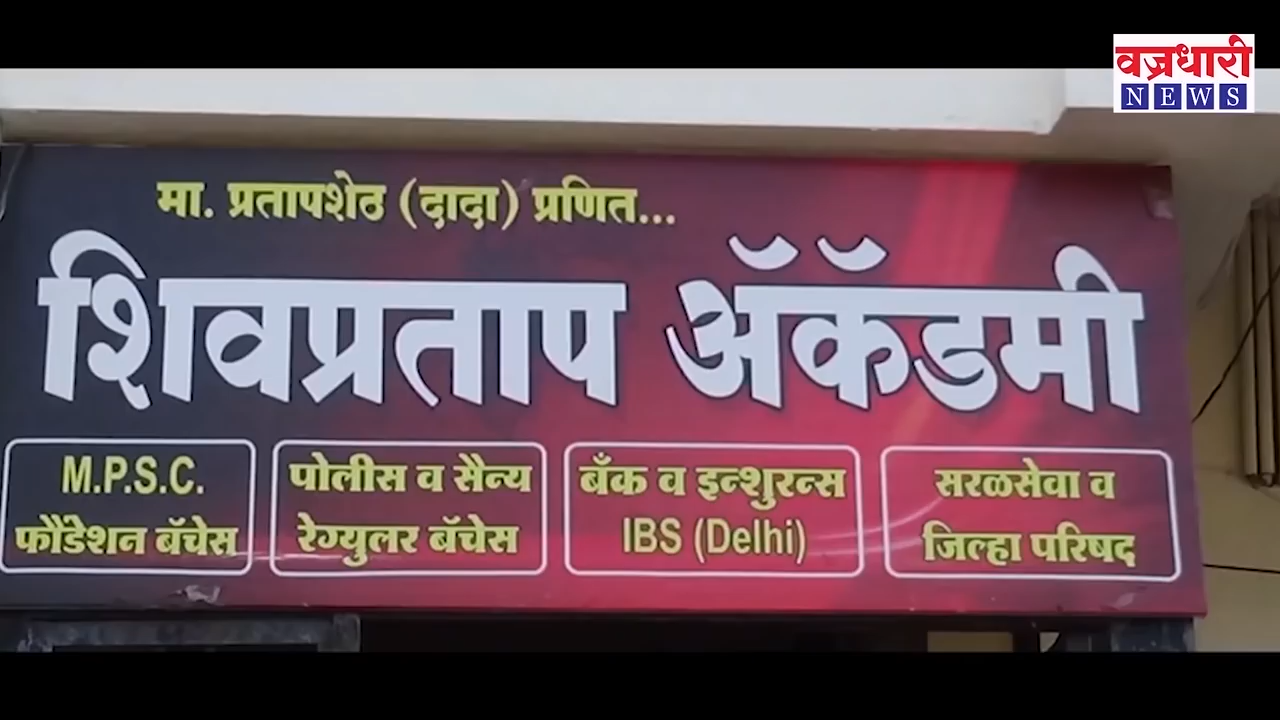 वज्रधारी
NEWS
मा. प्रतापशेठ (दादा) प्रणित...
शिवप्रताप ॲकॅडमी
M.P.S.C.
फौंडेशन बॅचेस
पोलीस व सैन्य
रेग्युलर बॅचेस
बँक व इन्शुरन्स
IBS (Delhi)
सरळसेवा व
जिल्हा परिषद